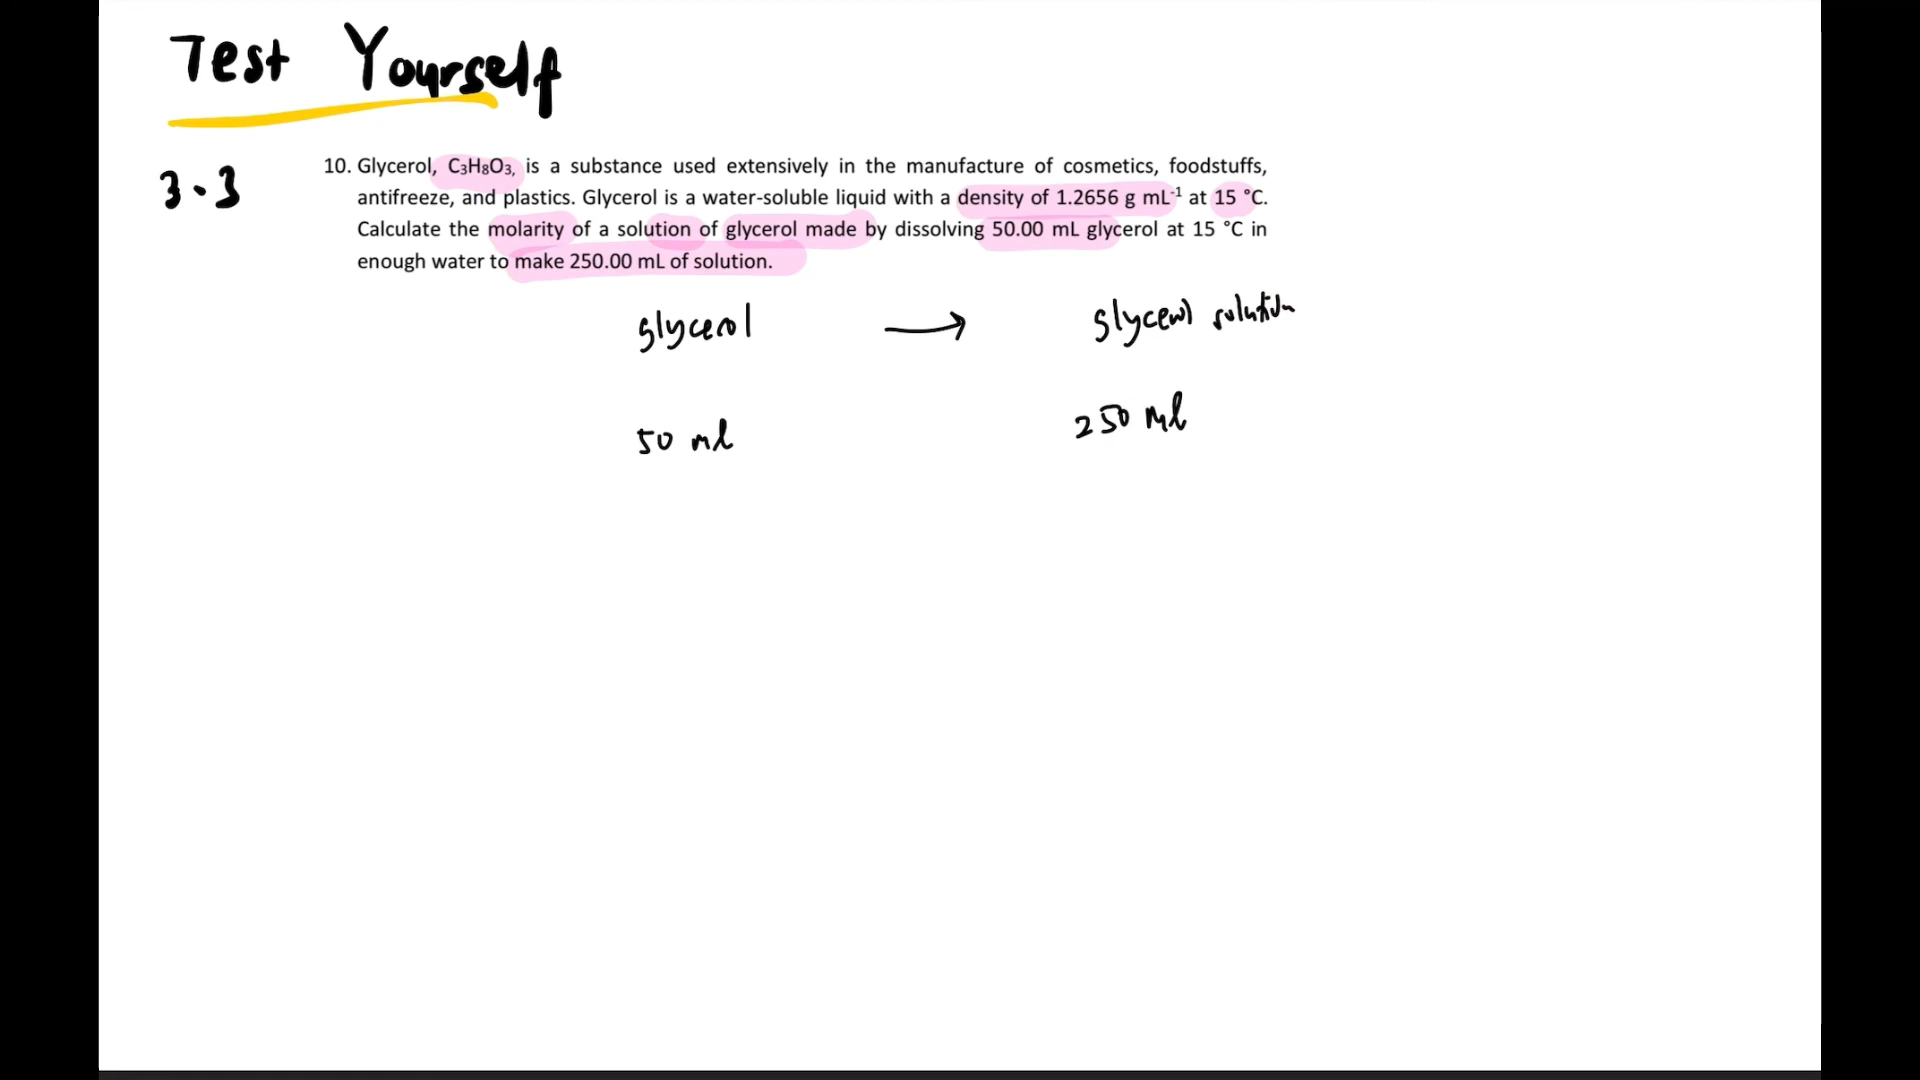 Test Yourself
3.3
10. Glycerol, C₃H₈O₃, is a substance used extensively in the manufacture of cosmetics, foodstuffs,
antifreeze, and plastics. Glycerol is a water-soluble liquid with a density of 1.2656 g mL⁻¹ at 15 °C.
Calculate the molarity of a solution of glycerol made by dissolving 50.00 mL glycerol at 15 °C in
enough water to make 250.00 mL of solution.
glycerol → glycerol solution
50 ml 250 ml